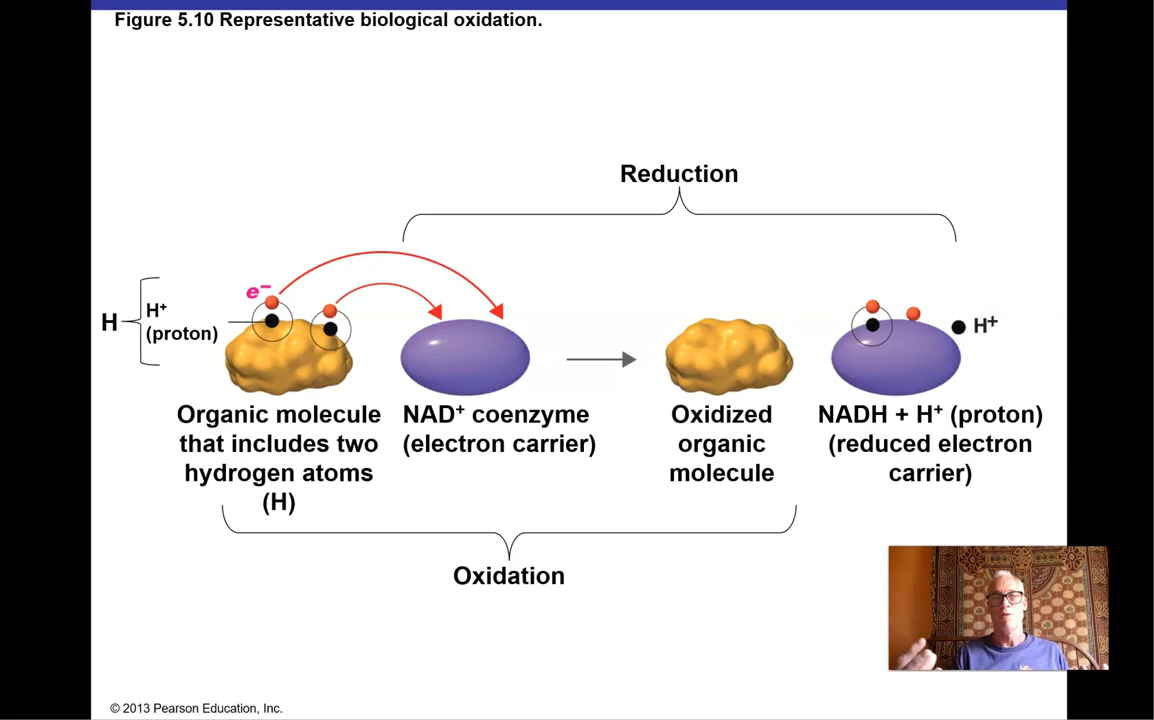 Figure 5.10 Representative biological oxidation.
Reduction
e–
H
H+
(proton)
H+
Organic molecule
that includes two
hydrogen atoms
(H)
NAD+ coenzyme
(electron carrier)
Oxidized
organic
molecule
NADH + H+ (proton)
(reduced electron
carrier)
Oxidation
© 2013 Pearson Education, Inc.